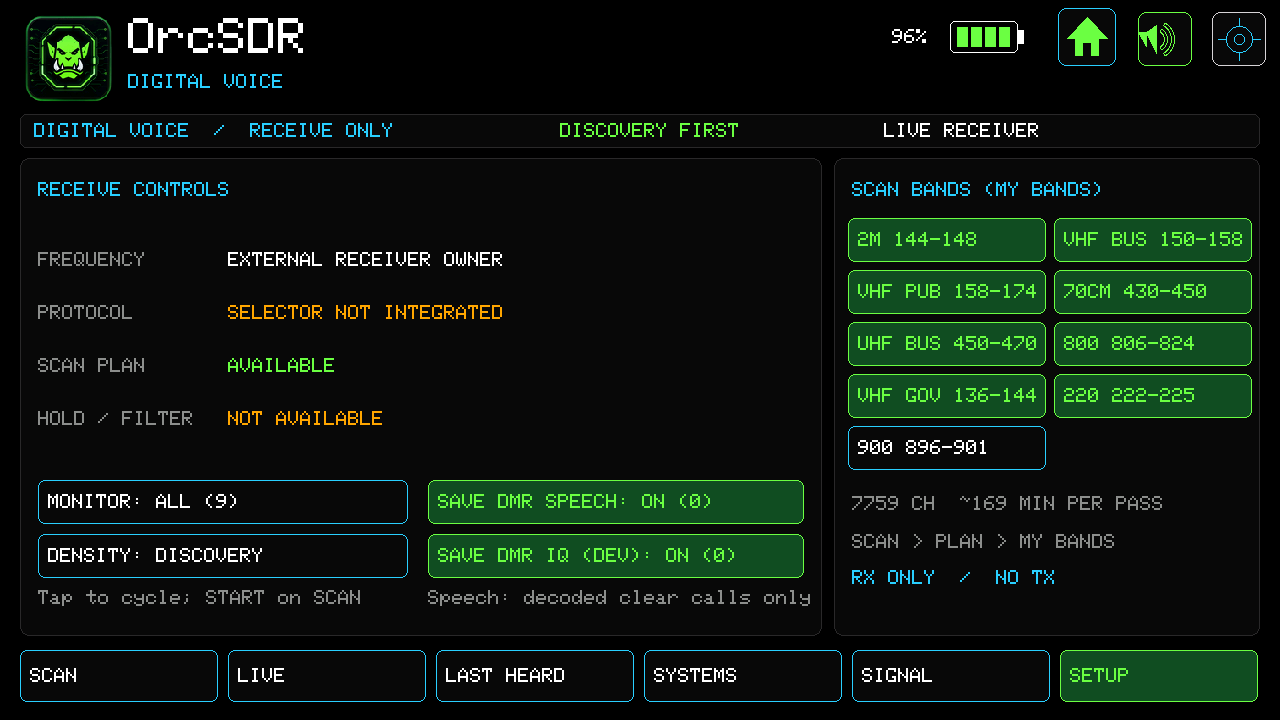 OrcSDR
DIGITAL VOICE
96%
DIGITAL VOICE / RECEIVE ONLY
DISCOVERY FIRST
LIVE RECEIVER
RECEIVE CONTROLS
FREQUENCY EXTERNAL RECEIVER OWNER
PROTOCOL SELECTOR NOT INTEGRATED
SCAN PLAN AVAILABLE
HOLD / FILTER NOT AVAILABLE
MONITOR: ALL (9)
SAVE DMR SPEECH: ON (0)
DENSITY: DISCOVERY
SAVE DMR IQ (DEV): ON (0)
Tap to cycle; START on SCAN
Speech: decoded clear calls only
SCAN BANDS (MY BANDS)
2M 144-148
VHF BUS 150-158
VHF PUB 158-174
70CM 430-450
UHF BUS 450-470
800 806-824
VHF GOV 136-144
220 222-225
900 896-901
7759 CH ~169 MIN PER PASS
SCAN > PLAN > MY BANDS
RX ONLY / NO TX
SCAN
LIVE
LAST HEARD
SYSTEMS
SIGNAL
SETUP